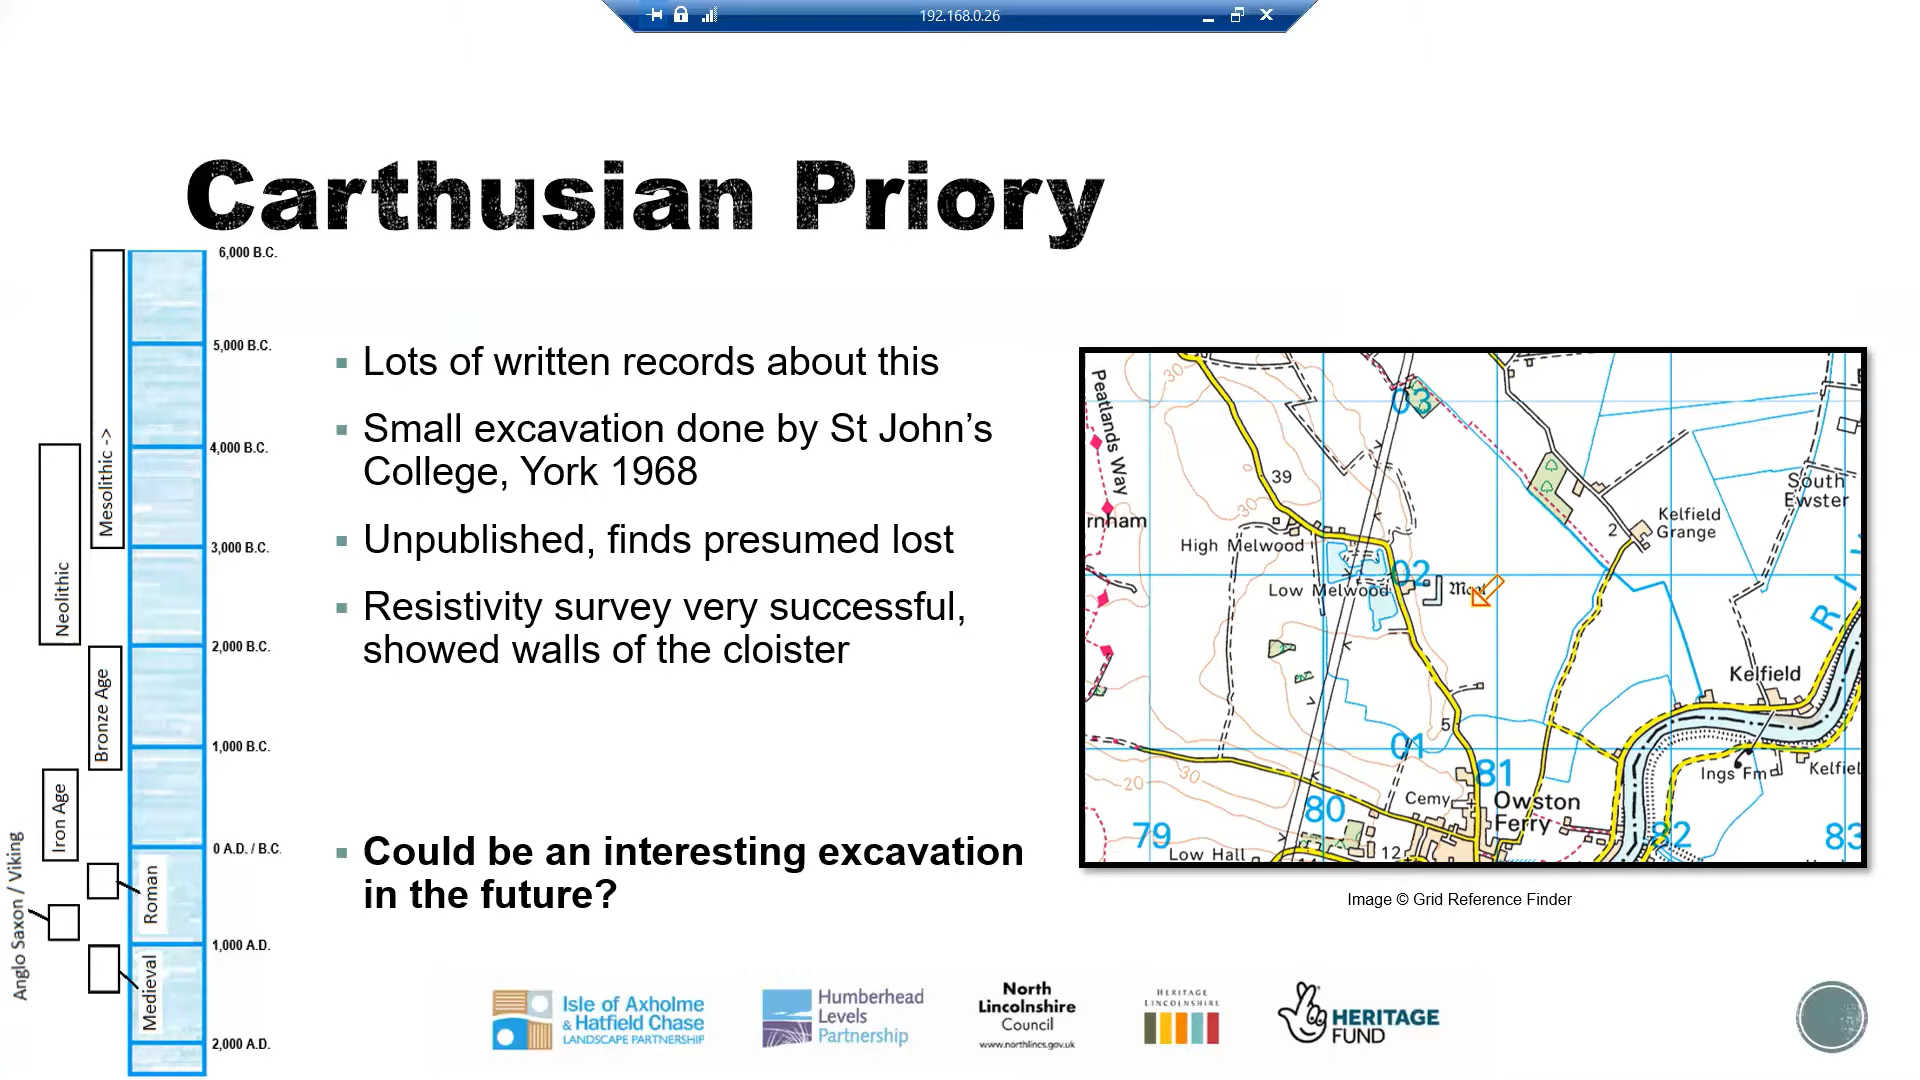 192.168.0.26
Carthusian Priory
6,000 B.C.
5,000 B.C.
4,000 B.C.
3,000 B.C.
2,000 B.C.
1,000 B.C.
0 A.D. / B.C.
1,000 A.D.
2,000 A.D.
Mesolithic ->
Neolithic
Bronze Age
Iron Age
Roman
Anglo Saxon / Viking
Medieval
Lots of written records about this
Small excavation done by St John’s
College, York 1968
Unpublished, finds presumed lost
Resistivity survey very successful,
showed walls of the cloister
Could be an interesting excavation
in the future?
Peatlands Way
30
03
39
30
rnham
High Melwood
02
Low Melwood
2
Kelfield
Grange
South
Ewster
R I
Kelfield
5
01
81
20
30
80
Cemy
Owston
Ferry
Ings Fm
Kelfiel
79
Low Hall
12
82
83
Image © Grid Reference Finder
Isle of Axholme
& Hatfield Chase
LANDSCAPE PARTNERSHIP
Humberhead
Levels
Partnership
North
Lincolnshire
Council
www.northlincs.gov.uk
HERITAGE
LINCOLNSHIRE
HERITAGE
FUND